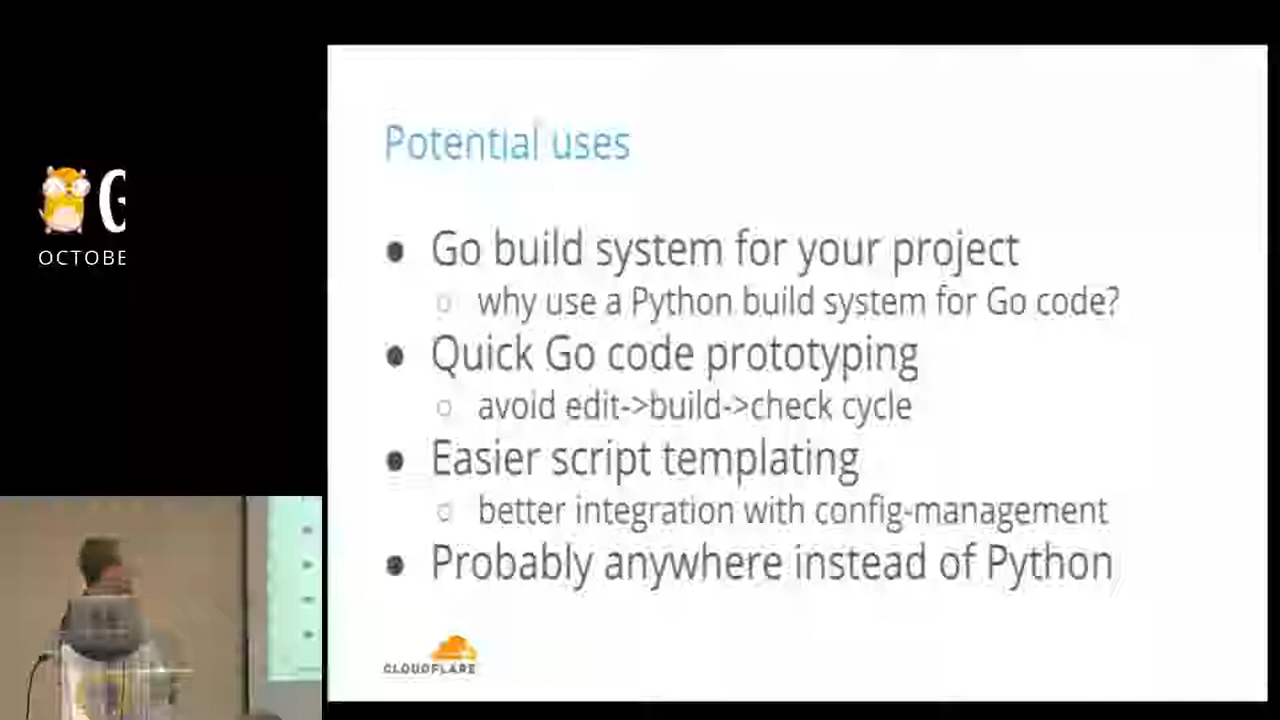 G
OCTOBE
Potential uses
● Go build system for your project
○ why use a Python build system for Go code?
● Quick Go code prototyping
○ avoid edit->build->check cycle
● Easier script templating
○ better integration with config-management
● Probably anywhere instead of Python
CLOUDFLARE